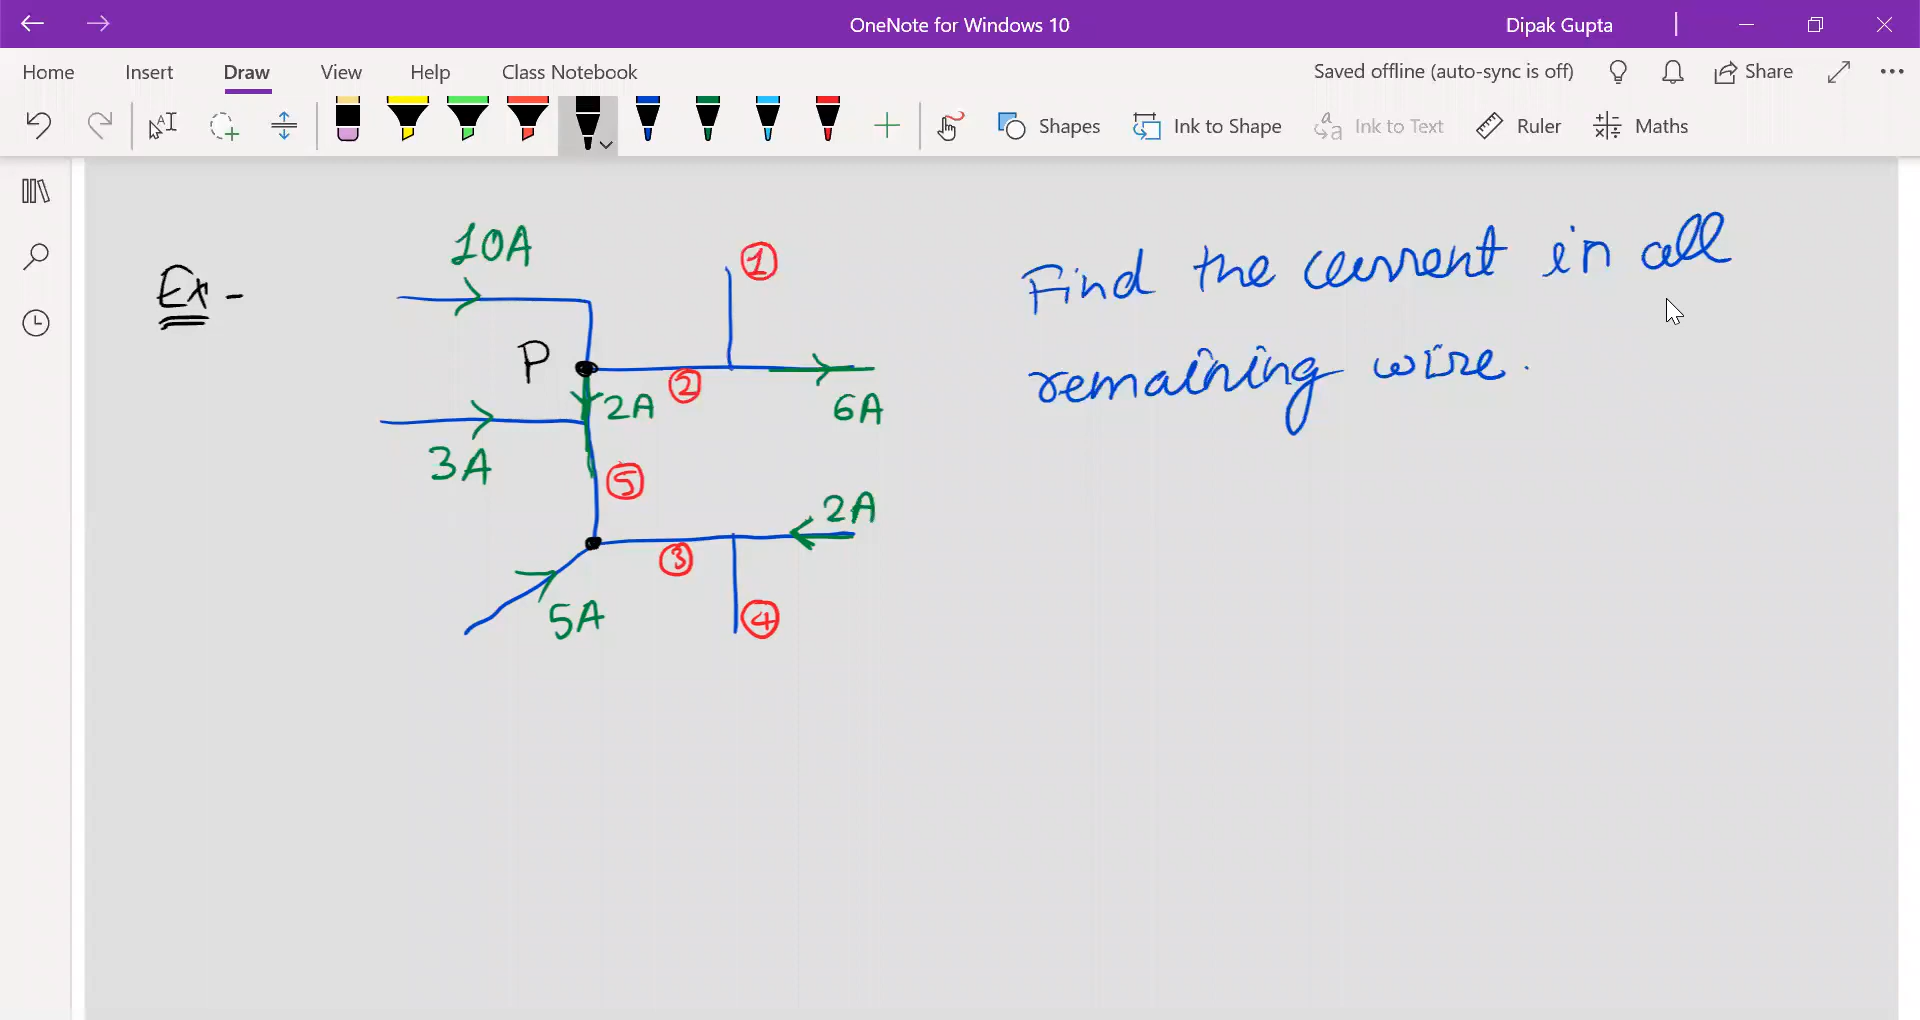 OneNote for Windows 10
Dipak Gupta
Home Insert Draw View Help Class Notebook
Saved offline (auto-sync is off)
Share
Shapes
Ink to Shape
Ink to Text
Ruler
Maths
Ex -
10A
1
P
2
2A
6A
3A
5
2A
3
5A
4
Find the current in all
remaining wire.